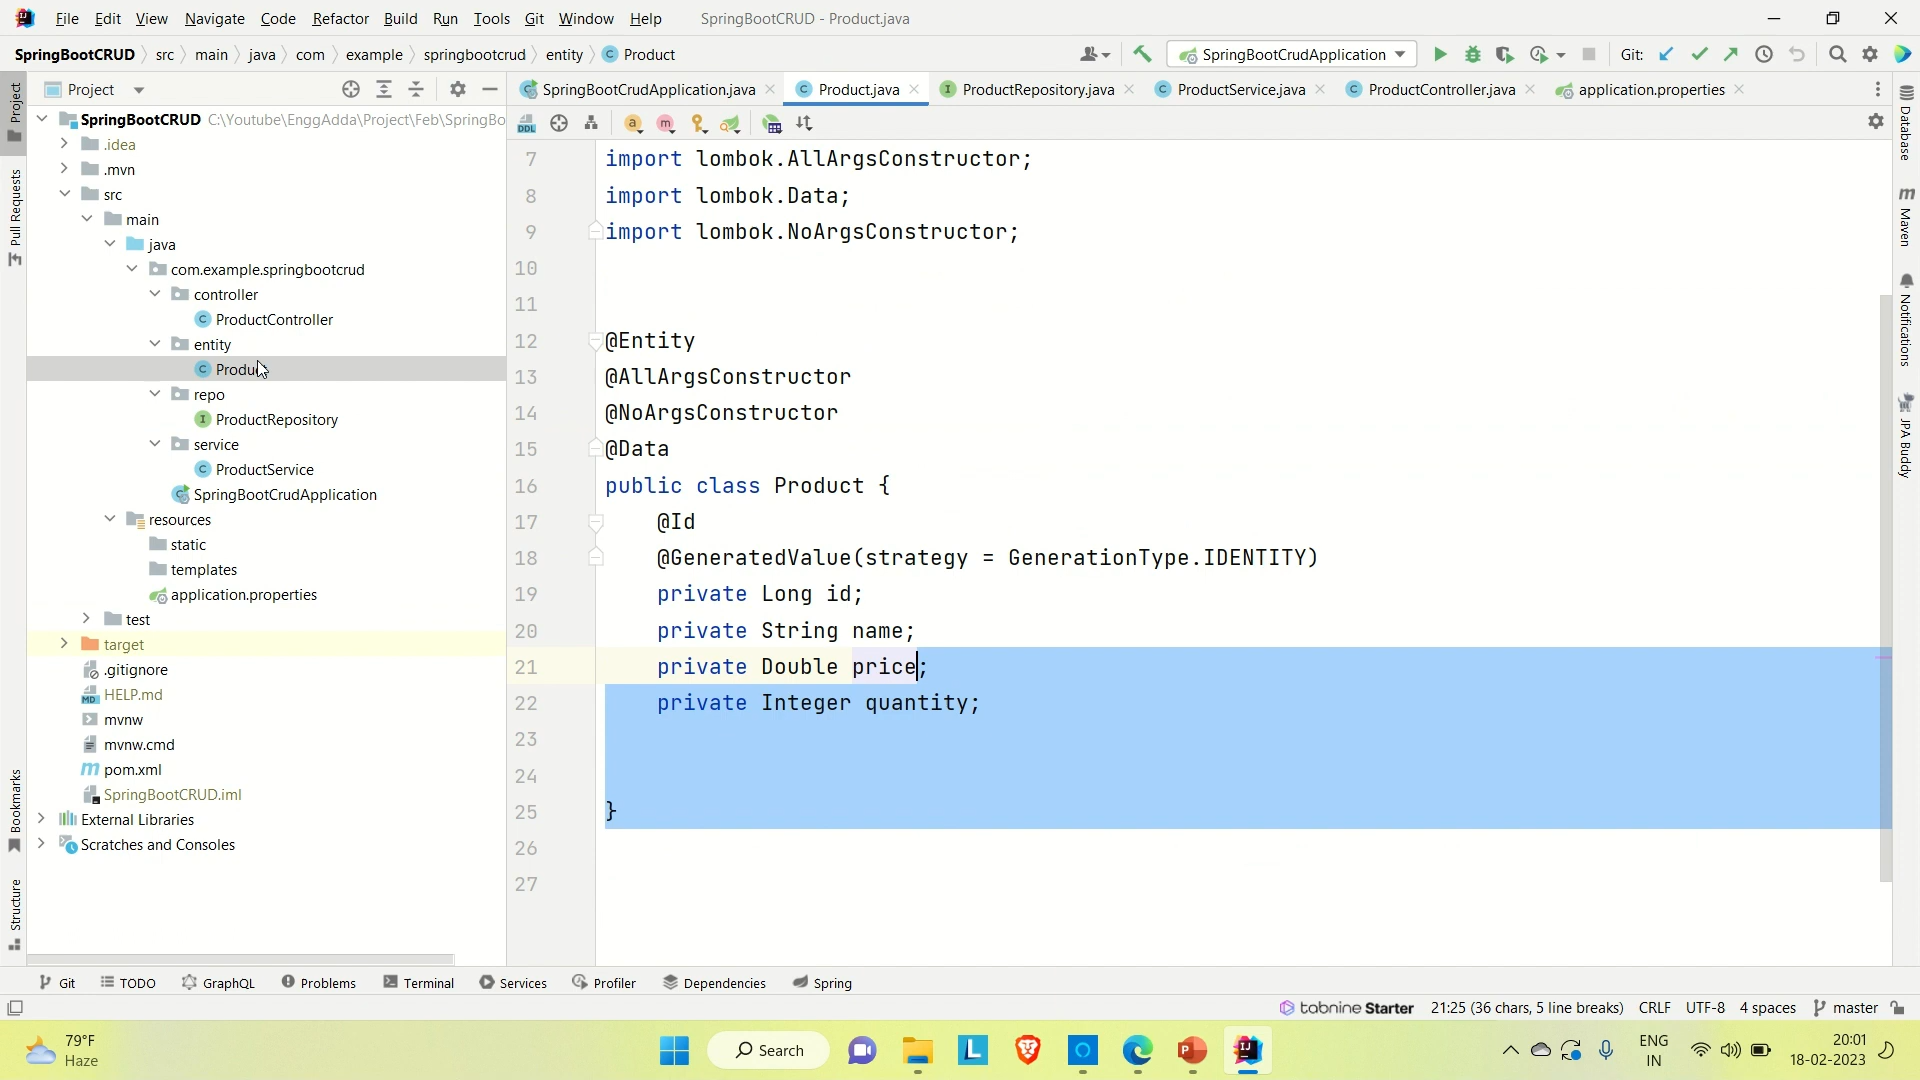 File Edit View Navigate Code Refactor Build Run Tools Git Window Help SpringBootCRUD - Product.java
SpringBootCRUD src main java com example springbootcrud entity Product SpringBootCrudApplication Git:
Project SpringBootCrudApplication.java Product.java ProductRepository.java ProductService.java ProductController.java application.properties
Project
Pull Requests
Bookmarks
Structure
SpringBootCRUD C:\Youtube\EnggAdda\Project\Feb\SpringBo
.idea
.mvn
src
main
java
com.example.springbootcrud
controller
ProductController
entity
Product
repo
ProductRepository
service
ProductService
SpringBootCrudApplication
resources
static
templates
application.properties
test
target
.gitignore
HELP.md
mvnw
mvnw.cmd
pom.xml
SpringBootCRUD.iml
External Libraries
Scratches and Consoles
DDL
7 import lombok.AllArgsConstructor;
8 import lombok.Data;
9 import lombok.NoArgsConstructor;
10
11
12 @Entity
13 @AllArgsConstructor
14 @NoArgsConstructor
15 @Data
16 public class Product {
17 @Id
18 @GeneratedValue(strategy = GenerationType.IDENTITY)
19 private Long id;
20 private String name;
21 private Double price;
22 private Integer quantity;
23
24
25 }
26
27
Database
Maven
Notifications
JPA Buddy
Git TODO GraphQL Problems Terminal Services Profiler Dependencies Spring
tabnine Starter 21:25 (36 chars, 5 line breaks) CRLF UTF-8 4 spaces master
79°F
Haze
Search
ENG
IN
20:01
18-02-2023